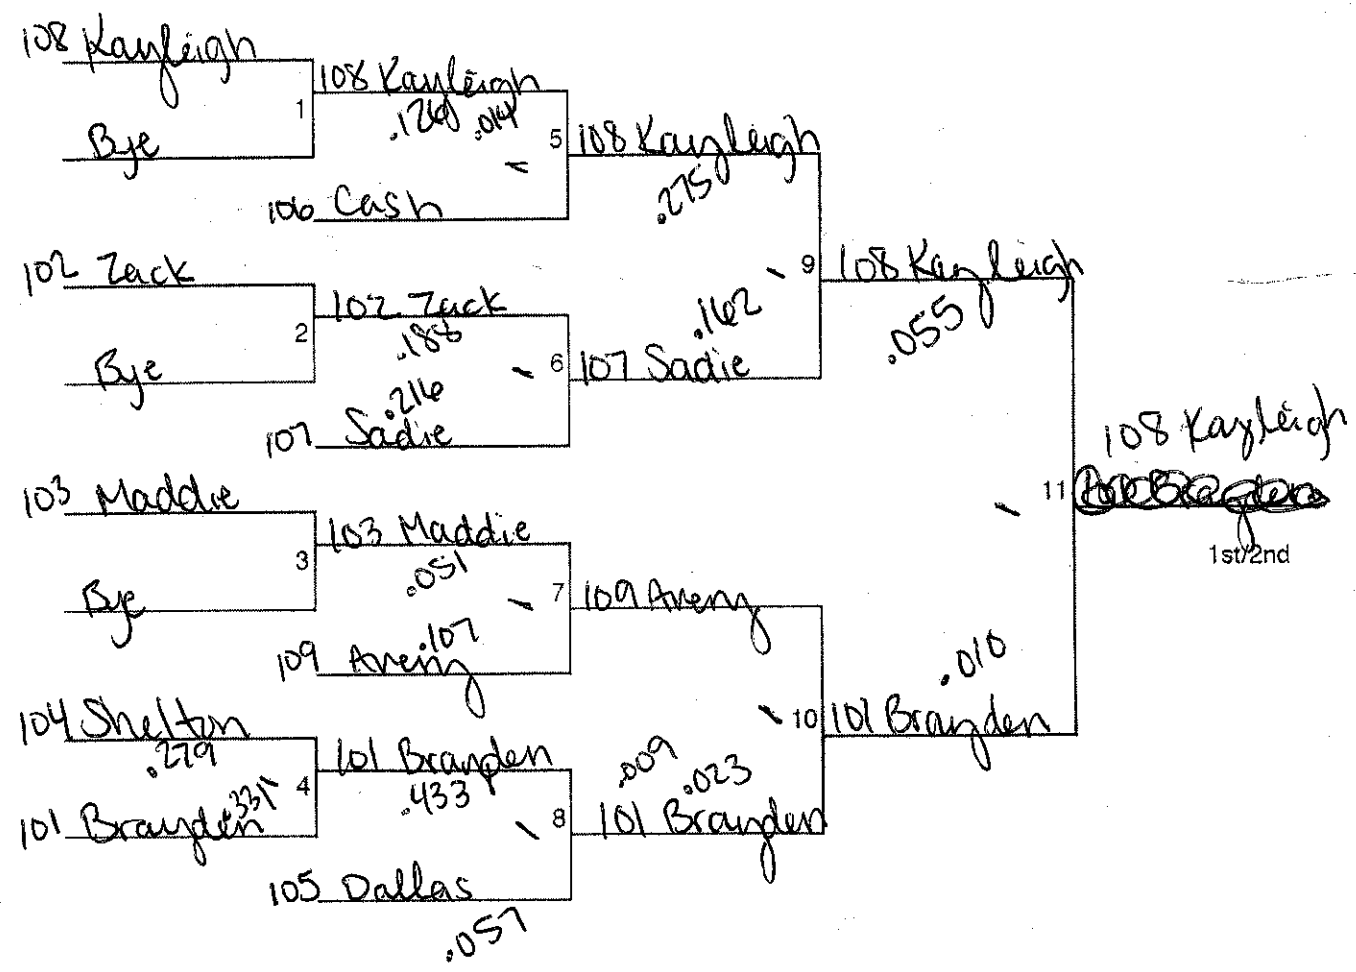 108 Kayleigh
1
Bye
108 Kayleigh
.126 .014
5
106 Cash
108 Kayleigh
.275
102 Zack
2
Bye
102 Zack
.188
6
.216
107 Sadie
9
.162
107 Sadie
108 Kayleigh
.055
103 Maddie
3
Bye
103 Maddie
.051
7
.107
109 Avery
109 Avery
104 Shelton
.279
4
101 Brayden .331
101 Brayden
.433
8
105 Dallas
.057
10
.009 .023
101 Brayden
.010
101 Brayden
11
108 Kayleigh
1st/2nd